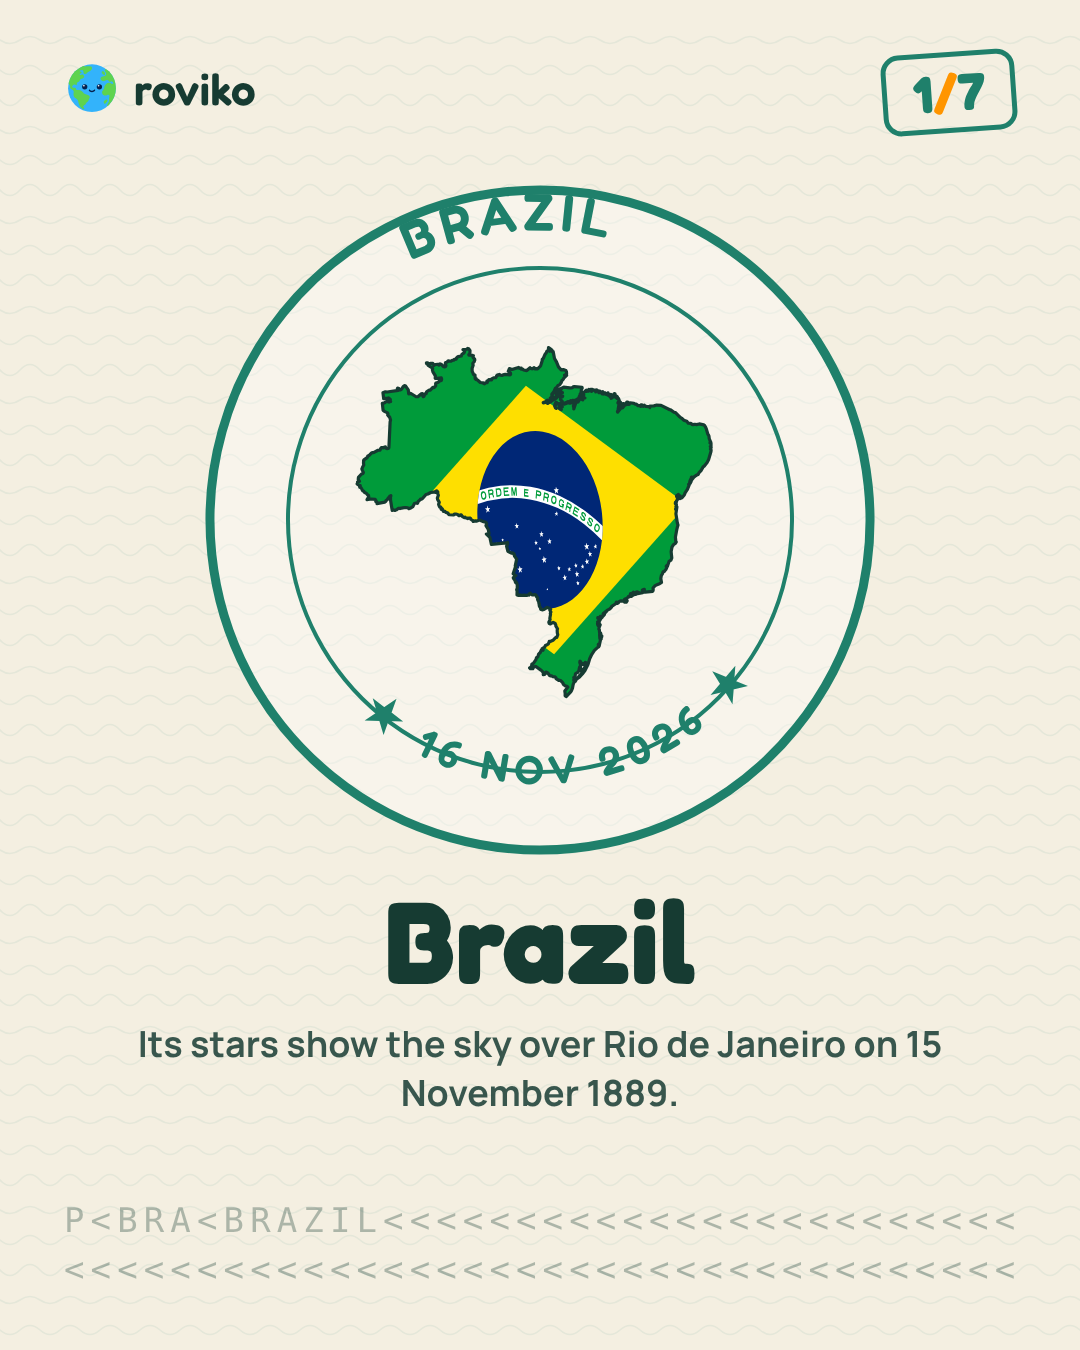 roviko
1/7
BRAZIL
ORDEM E PROGRESSO
★ 16 NOV 2026 ★
Brazil
Its stars show the sky over Rio de Janeiro on 15
November 1889.
P<BRA<BRAZIL<<<<<<<<<<<<<<<<<<<<<<<<
<<<<<<<<<<<<<<<<<<<<<<<<<<<<<<<<<<<<